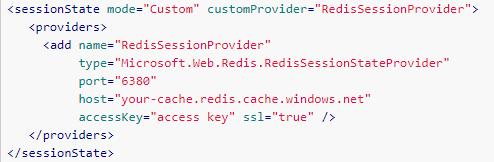 <sessionState mode="Custom" customProvider="RedisSessionProvider">
<providers>
<add name="RedisSessionProvider"
type="Microsoft.Web.Redis.RedisSessionStateProvider"
port="6380"
host="your-cache.redis.cache.windows.net"
accessKey="access key" ssl="true" />
</providers>
</sessionState>